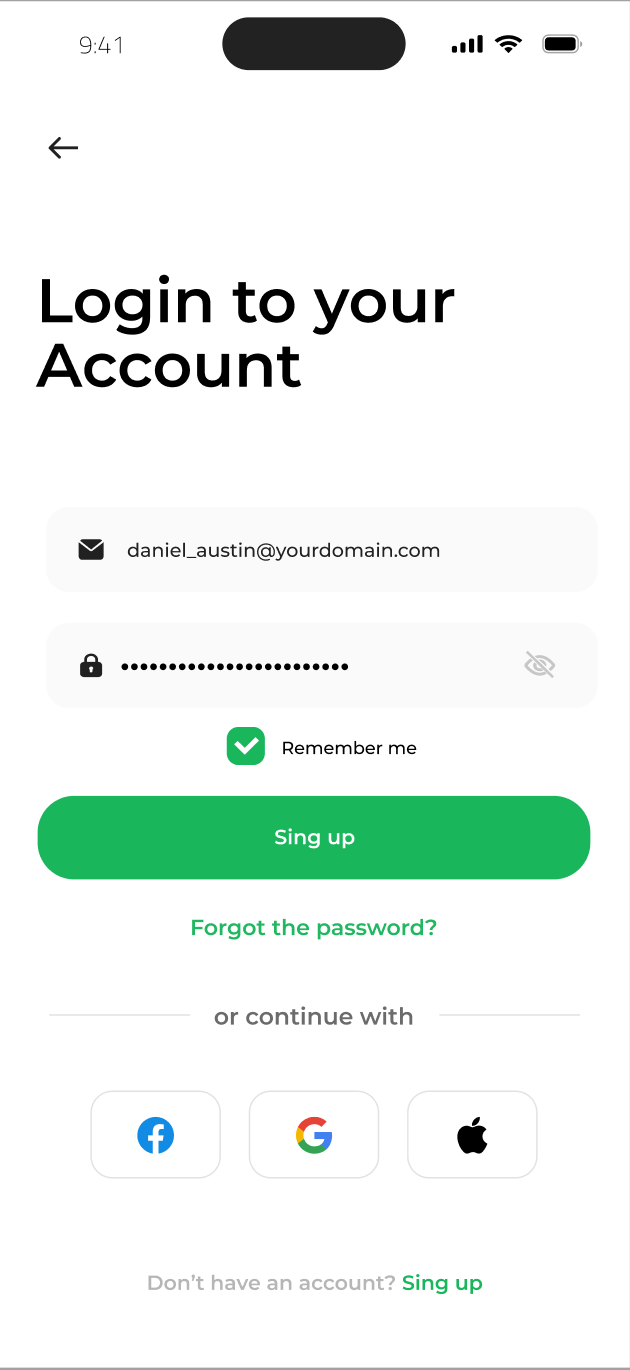 9:41
Login to your
Account
daniel_austin@yourdomain.com
••••••••••••••••••••••••
Remember me
Sing up
Forgot the password?
or continue with
Don’t have an account? Sing up